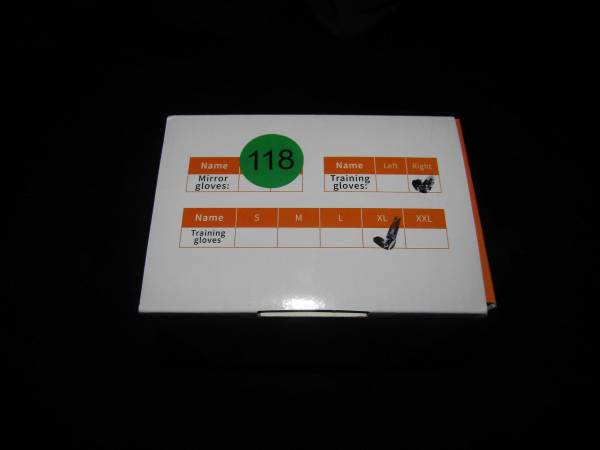 118
Name
Mirror
gloves:
Name Left Right
Training
gloves:
Name S M L XL XXL
Training
gloves